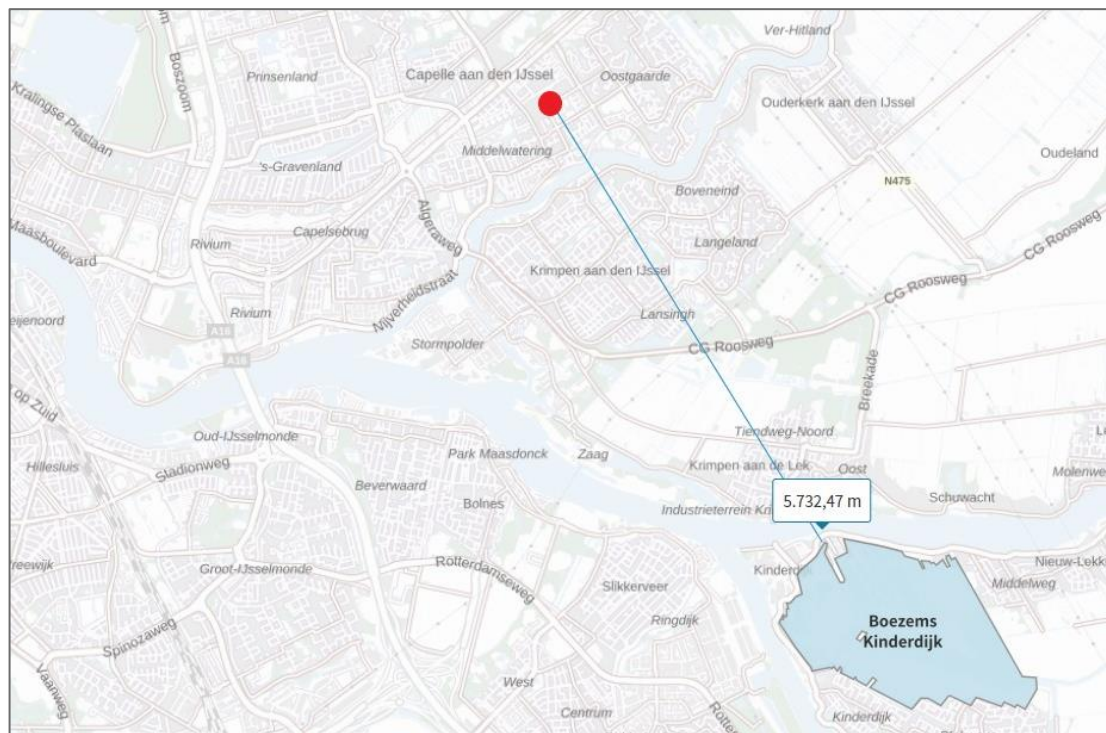 Ver-Hitland
Boszoom
Prinsenland
Capelle aan den IJssel
Oostgaarde
Kralingse Plaslaan
Ouderkerk aan den IJssel
Middelwatering
's-Gravenland
Oudeland
N475
Boveneind
Algeraweg
Maasboulevard
Rivium
Capelsebrug
Langeland
CG Roosweg
Krimpen aan den IJssel
CG Roosweg
Nijverheidstraat
Rivium
Lansingh
A16
Stormpolder
CG Roosweg
A16
Breekade
op Zuid
Tiendweg-Noord
Oud-IJsselmonde
Park Maasdonck
Zaag
Hillesluis
Stadionweg
Krimpen aan de Lek
Oost
Molenwe
Beverwaard
Schuwacht
5.732,47 m
Bolnes
Industrieterrein Kri
Groot-IJsselmonde
Rotterdamseweg
Kinderd
Nieuw-Lekk
Middelweg
Slikkerveer
Boezems
Kinderdijk
Ringdijk
Spinozaweg
Vaanweg
West
Centrum
Rotte
Kinderdijk